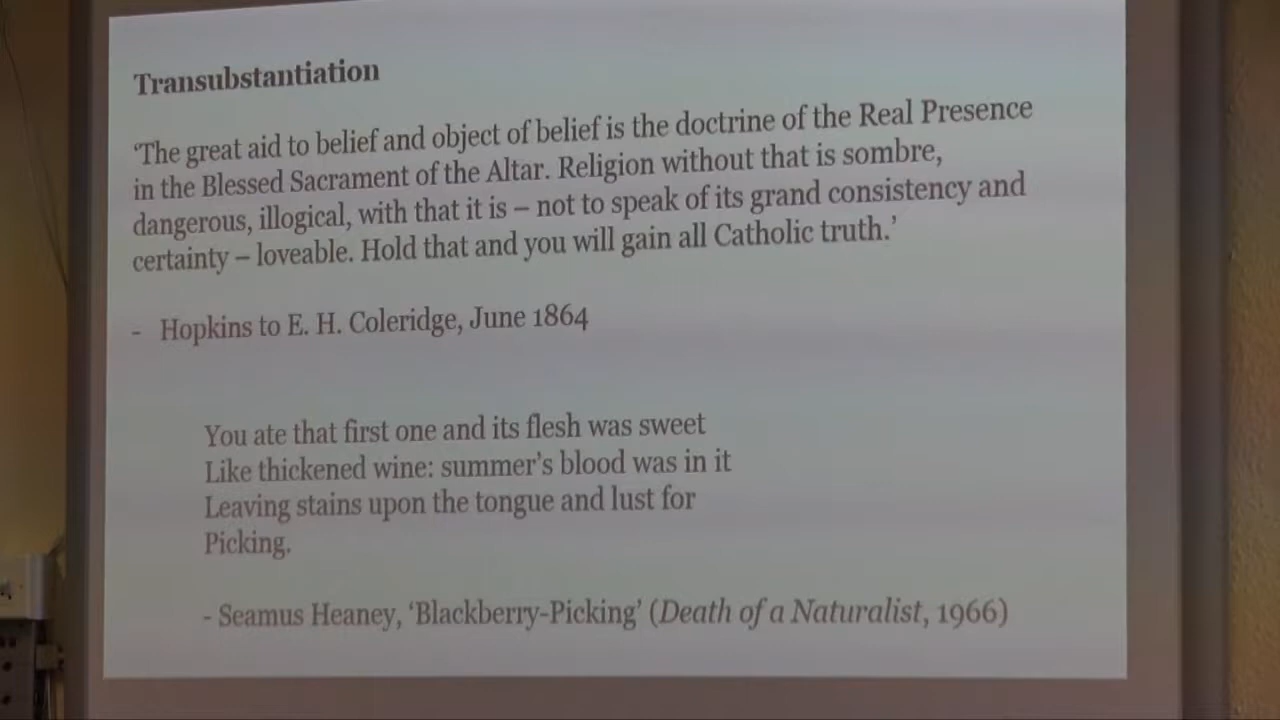 Transubstantiation
‘The great aid to belief and object of belief is the doctrine of the Real Presence
in the Blessed Sacrament of the Altar. Religion without that is sombre,
dangerous, illogical, with that it is – not to speak of its grand consistency and
certainty – loveable. Hold that and you will gain all Catholic truth.’
- Hopkins to E. H. Coleridge, June 1864
You ate that first one and its flesh was sweet
Like thickened wine: summer’s blood was in it
Leaving stains upon the tongue and lust for
Picking.
- Seamus Heaney, ‘Blackberry-Picking’ (Death of a Naturalist, 1966)